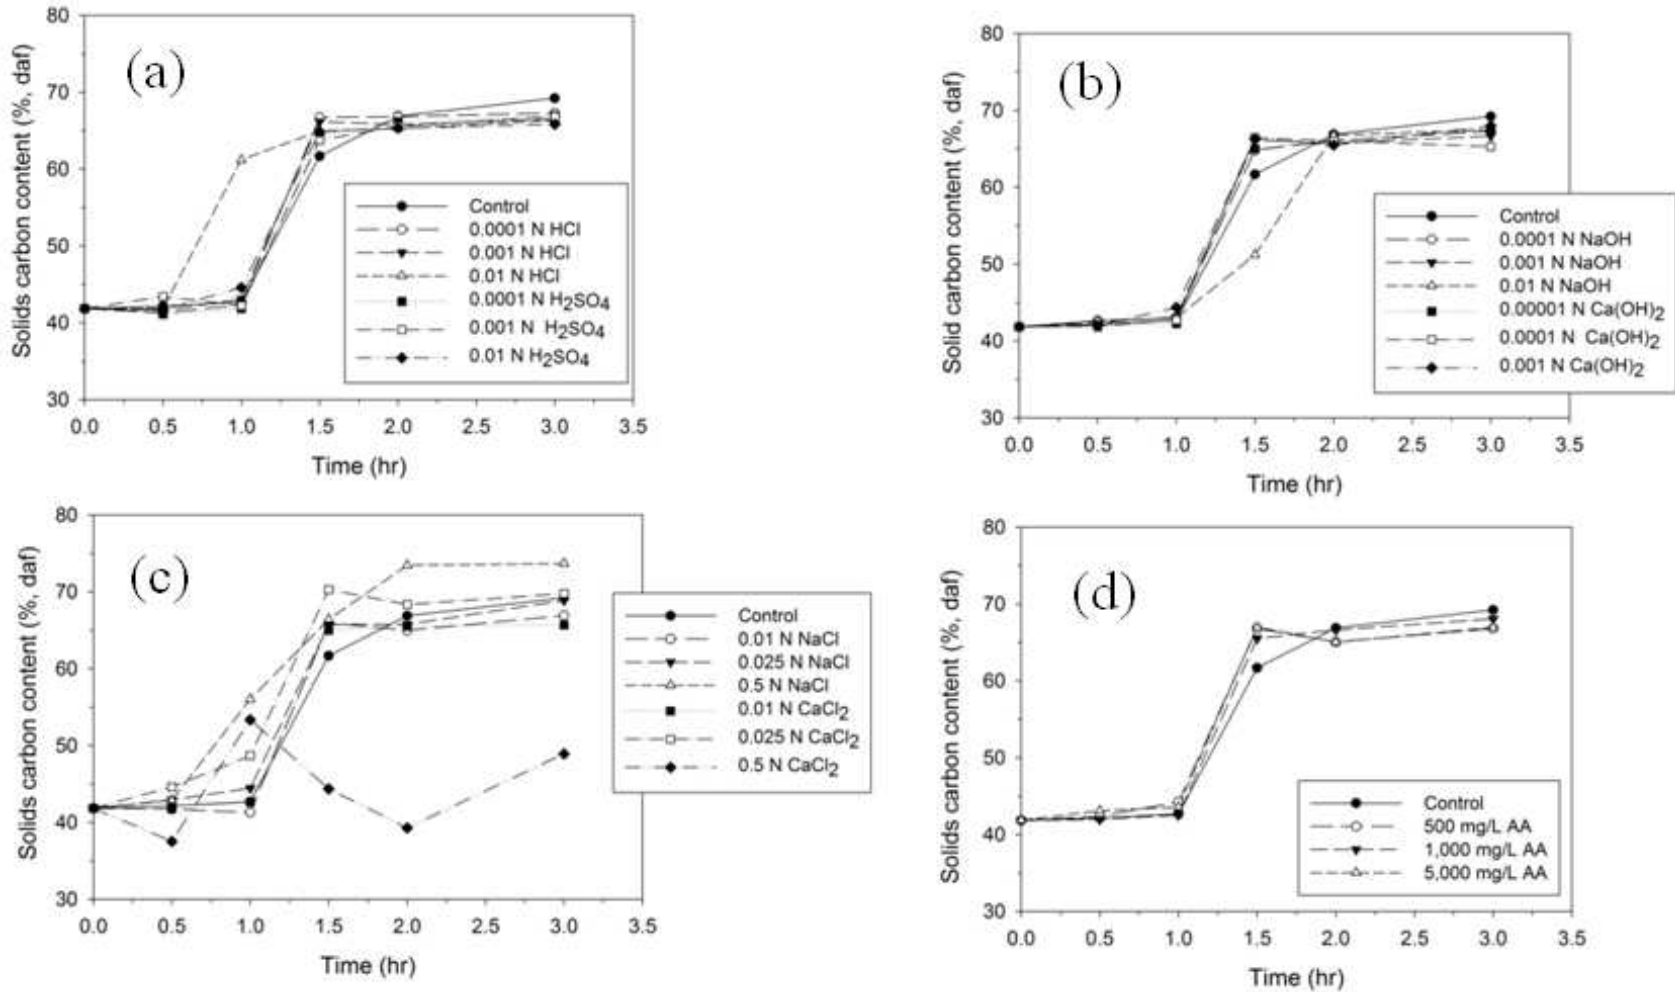 (a)
Solids carbon content (%, daf)
80
70
60
50
40
30
0.0 0.5 1.0 1.5 2.0 2.5 3.0 3.5
Time (hr)
Control
0.0001 N HCl
0.001 N HCl
0.01 N HCl
0.0001 N H2SO4
0.001 N H2SO4
0.01 N H2SO4
(b)
Solid carbon content (%, daf)
80
70
60
50
40
30
0.0 0.5 1.0 1.5 2.0 2.5 3.0 3.5
Time (hr)
Control
0.0001 N NaOH
0.001 N NaOH
0.01 N NaOH
0.00001 N Ca(OH)2
0.0001 N Ca(OH)2
0.001 N Ca(OH)2
(c)
Solids carbon content (%, daf)
80
70
60
50
40
30
0.0 0.5 1.0 1.5 2.0 2.5 3.0 3.5
Time (hr)
Control
0.01 N NaCl
0.025 N NaCl
0.5 N NaCl
0.01 N CaCl2
0.025 N CaCl2
0.5 N CaCl2
(d)
Solids carbon content (%, daf)
80
70
60
50
40
30
0.0 0.5 1.0 1.5 2.0 2.5 3.0 3.5
Time (hr)
Control
500 mg/L AA
1,000 mg/L AA
5,000 mg/L AA